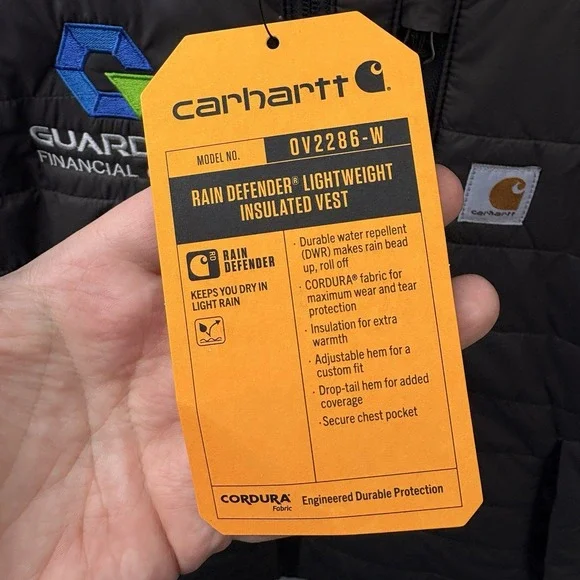 carhartt
MODEL NO. OV2286-W
RAIN DEFENDER® LIGHTWEIGHT
INSULATED VEST
RD RAIN
DEFENDER
KEEPS YOU DRY IN
LIGHT RAIN
· Durable water repellent
(DWR) makes rain bead
up, roll off
· CORDURA® fabric for
maximum wear and tear
protection
· Insulation for extra
warmth
· Adjustable hem for a
custom fit
· Drop-tail hem for added
coverage
· Secure chest pocket
CORDURA®
Fabric
Engineered Durable Protection
GUARD
FINANCIAL
carhartt